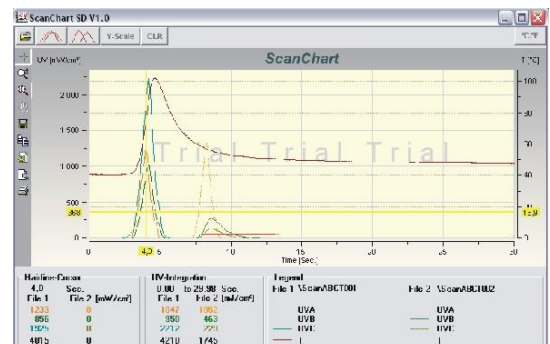 ScanChart SD V1.0
Y-Scale CLR °C/°F
UV [mW/cm²] ScanChart T [°C]
2 000
1 500
1 000
500
368
100
80
60
40
0
Trial Trial Trial
0 4,0 10 15 20 25 30
Time [Sec.]
Hairline-Cursor UV-Integration Legend
4,0 Sec. 0.00 to 29.98 Sec. File 1 \ScanABCT001 File 2 \ScanABCT002
File 1 File 2 [mW/cm²] File 1 File 2 [mJ/cm²]
1233 0 1047 1052 UVA UVA
856 0 950 463 UVB UVB
1925 0 2212 229 UVC UVC
4015 0 4210 1745